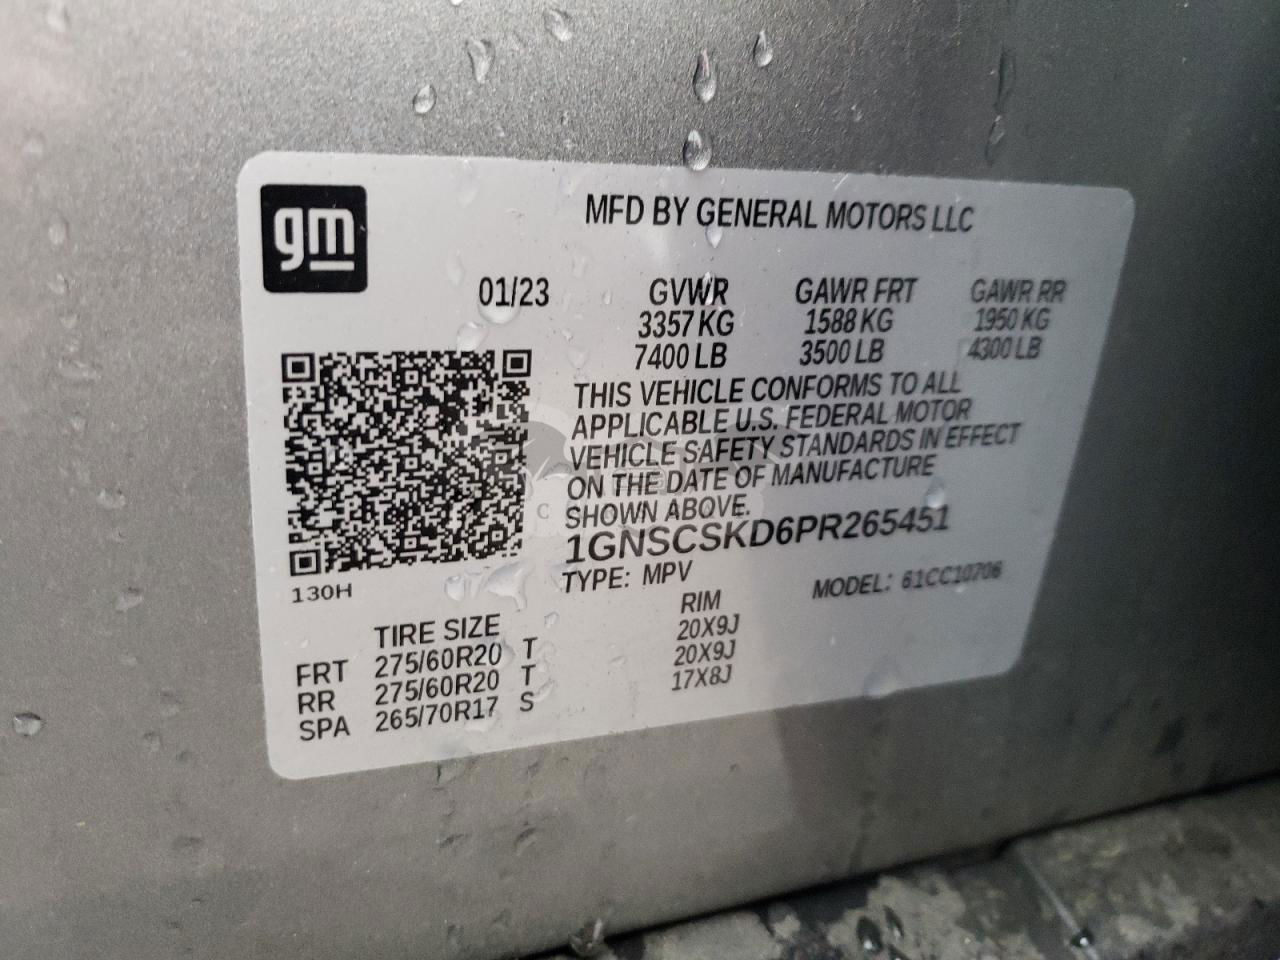 gm
MFD BY GENERAL MOTORS LLC
01/23 GVWR GAWR FRT GAWR RR
3357 KG 1588 KG 1950 KG
7400 LB 3500 LB 4300 LB
THIS VEHICLE CONFORMS TO ALL
APPLICABLE U.S. FEDERAL MOTOR
VEHICLE SAFETY STANDARDS IN EFFECT
ON THE DATE OF MANUFACTURE
SHOWN ABOVE.
1GNSCSKD6PR265451
TYPE: MPV MODEL: 61CC10706
130H
TIRE SIZE RIM
FRT 275/60R20 T 20X9J
RR 275/60R20 T 20X9J
SPA 265/70R17 S 17X8J